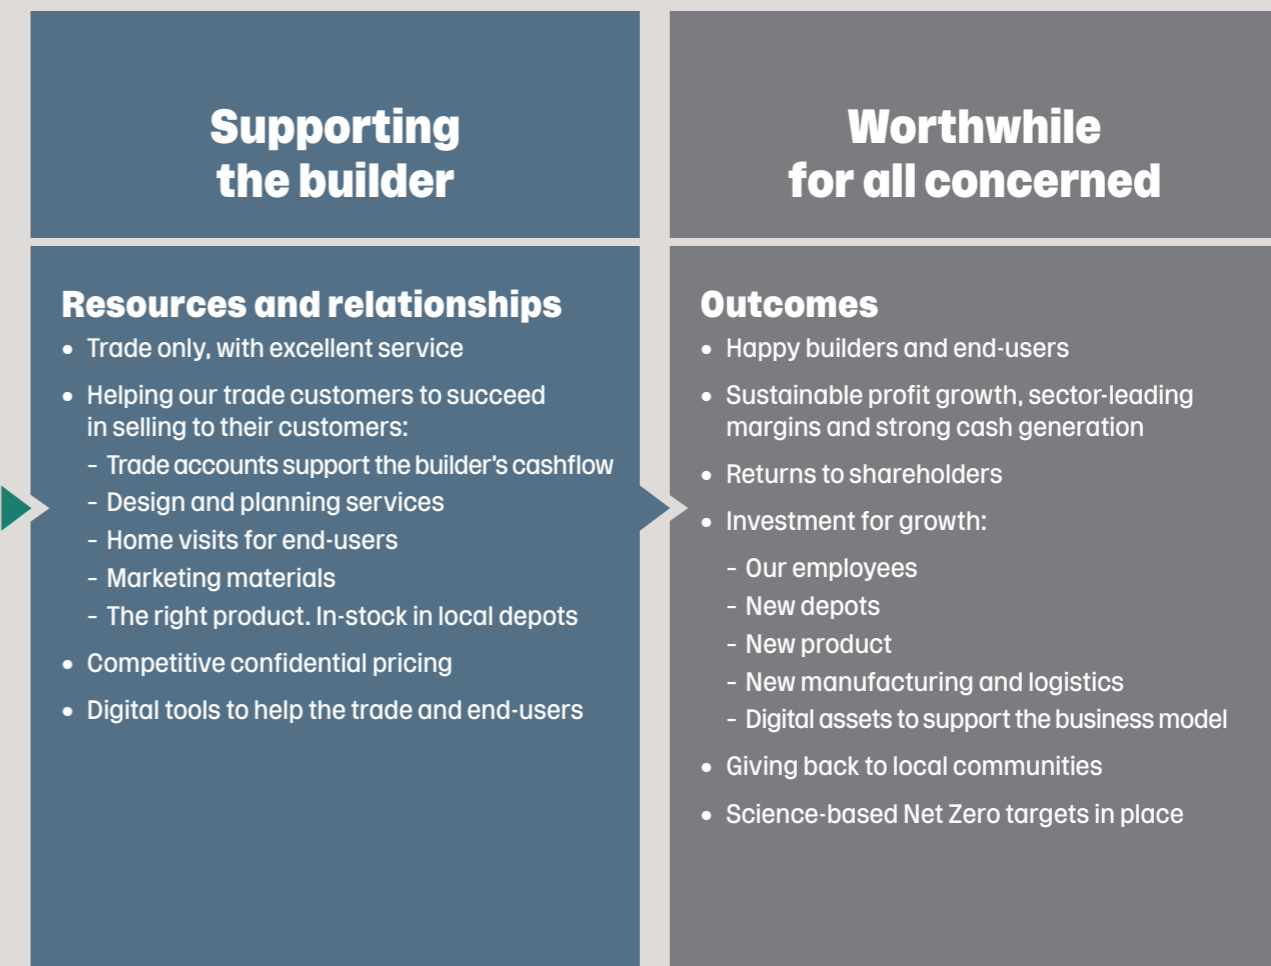 Supporting
the builder
Resources and relationships
• Trade only, with excellent service
• Helping our trade customers to succeed
in selling to their customers:
– Trade accounts support the builder's cashflow
– Design and planning services
– Home visits for end-users
– Marketing materials
– The right product. In-stock in local depots
• Competitive confidential pricing
• Digital tools to help the trade and end-users
Worthwhile
for all concerned
Outcomes
• Happy builders and end-users
• Sustainable profit growth, sector-leading
margins and strong cash generation
• Returns to shareholders
• Investment for growth:
– Our employees
– New depots
– New product
– New manufacturing and logistics
– Digital assets to support the business model
• Giving back to local communities
• Science-based Net Zero targets in place